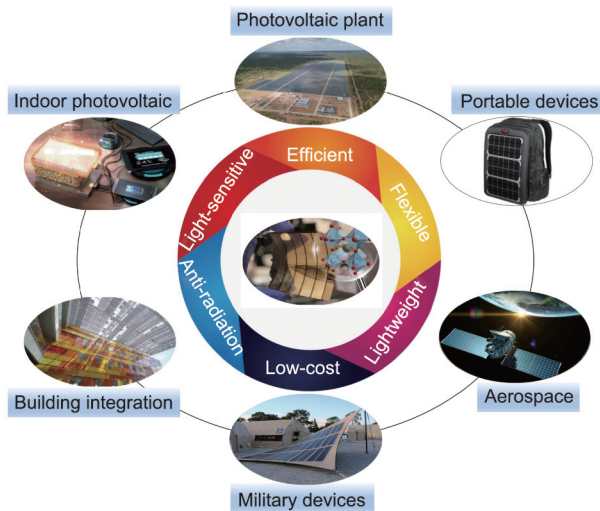 Photovoltaic plant
Indoor photovoltaic
Portable devices
Efficient
Light-sensitive
Flexible
Anti-radiation
Lightweight
Low-cost
Building integration
Aerospace
Military devices